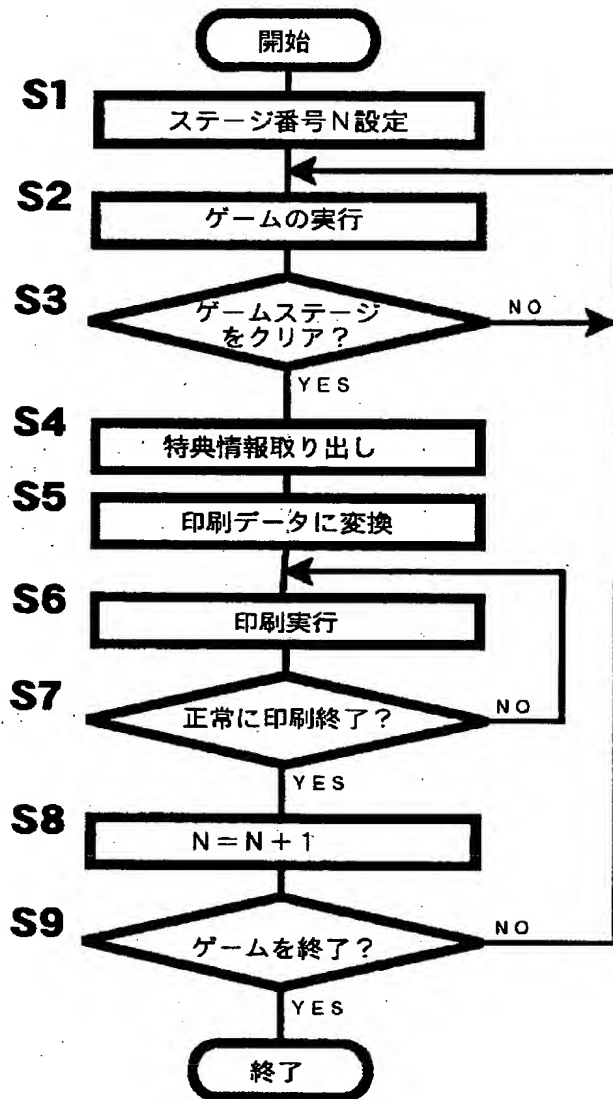 開始
S1
ステージ番号N設定
S2
ゲームの実行
S3
ゲームステージ
をクリア?
NO
YES
S4
特典情報取り出し
S5
印刷データに変換
S6
印刷実行
S7
正常に印刷終了?
NO
YES
S8
N=N+1
S9
ゲームを終了?
NO
YES
終了